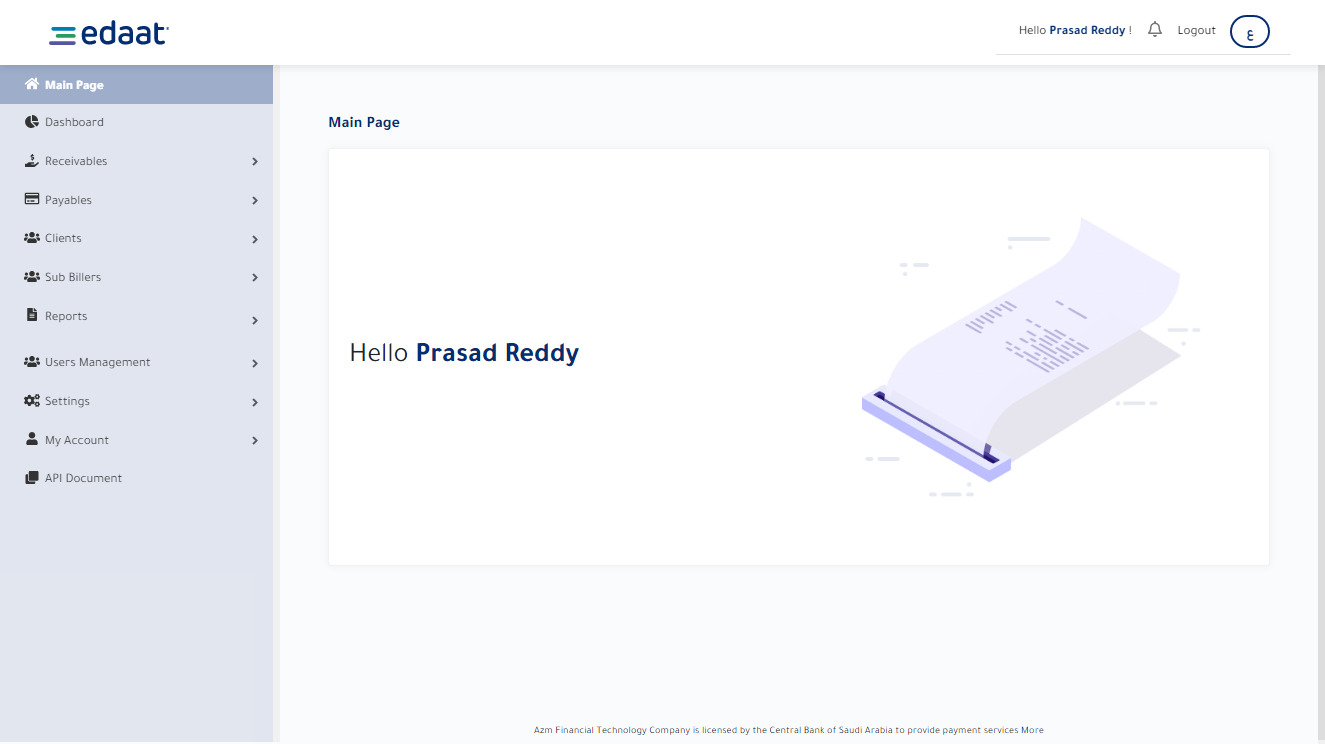 edaat
Hello Prasad Reddy !
Logout
ع
Main Page
Dashboard
Receivables
Payables
Clients
Sub Billers
Reports
Users Management
Settings
My Account
API Document
Main Page
Hello Prasad Reddy
Azm Financial Technology Company is licensed by the Central Bank of Saudi Arabia to provide payment services More